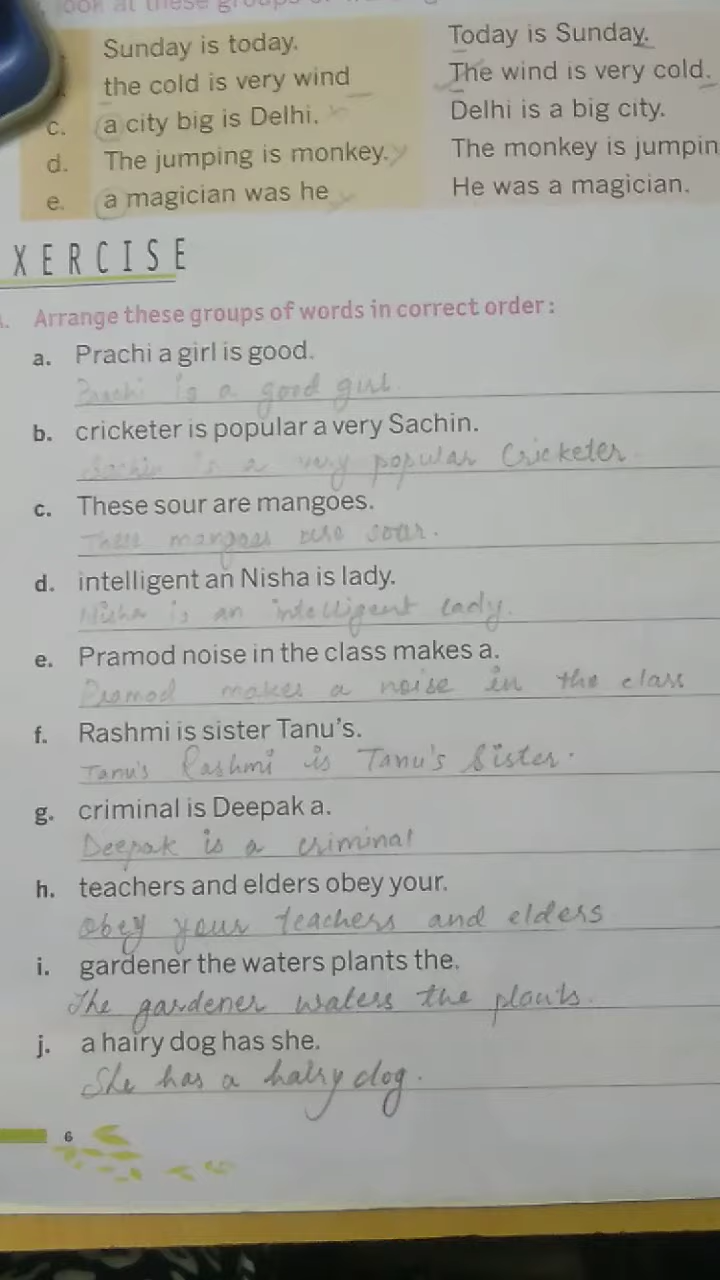 look at these groups of
Sunday is today. Today is Sunday.
the cold is very wind The wind is very cold.
c. a city big is Delhi. Delhi is a big city.
d. The jumping is monkey. The monkey is jumpin
e. a magician was he He was a magician.
XERCISE
Arrange these groups of words in correct order:
a. Prachi a girl is good.
Prachi is a good girl.
b. cricketer is popular a very Sachin.
Sachin is a very popular Cricketer
c. These sour are mangoes.
These mangoes are sour.
d. intelligent an Nisha is lady.
Nisha is an intelligent lady.
e. Pramod noise in the class makes a.
Pramod makes a noise in the class
f. Rashmi is sister Tanu's.
Tanu's Rashmi is Tanu's Sister.
g. criminal is Deepak a.
Deepak is a criminal
h. teachers and elders obey your.
Obey your teachers and elders
i. gardener the waters plants the.
The gardener waters the plants.
j. a hairy dog has she.
She has a hairy dog.
6